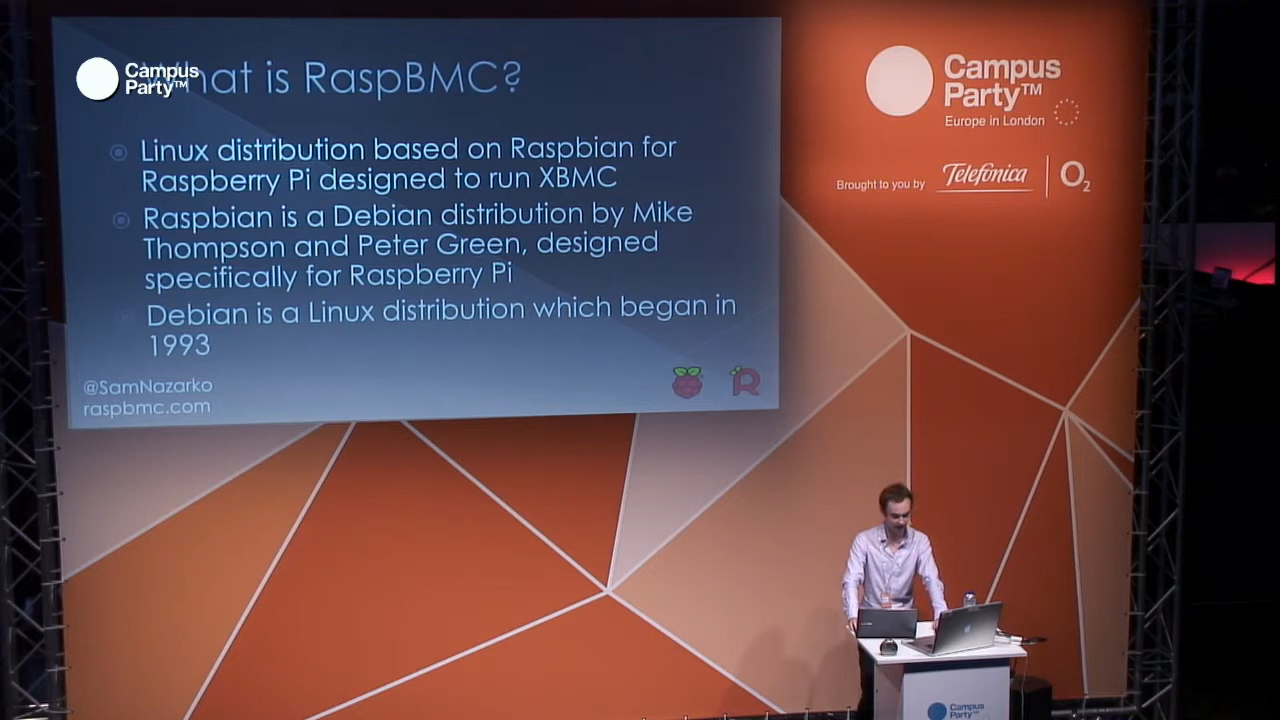 What is RaspBMC?
Campus
Party™
Linux distribution based on Raspbian for
Raspberry Pi designed to run XBMC
Raspbian is a Debian distribution by Mike
Thompson and Peter Green, designed
specifically for Raspberry Pi
Debian is a Linux distribution which began in
1993
@SamNazarko
raspbmc.com
Campus
Party™
Europe in London
Brought to you by Telefónica O2
Campus
Party™